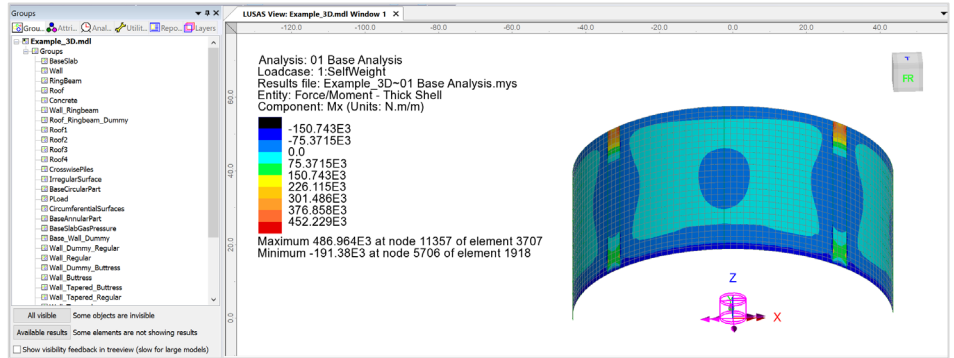 Groups
LUSAS View: Example_3D.mdl Window 1 X
Grou... Attri... Anal... Utilit... Repo... Layers
Example_3D.mdl
Groups
BaseSlab
Wall
RingBeam
Roof
Concrete
Wall_Ringbeam
Roof_Ringbeam_Dummy
Roof1
Roof2
Roof3
Roof4
CrosswisePiles
IrregularSurface
BaseCircularPart
PLoad
CircumferentialSurfaces
BaseAnnularPart
BaseSlabGasPressure
Base_Wall_Dummy
Wall_Dummy_Regular
Wall_Regular
Wall_Dummy_Buttress
Wall_Buttress
Wall_Tapered_Buttress
Wall_Tapered_Regular
All visible Some objects are invisible
Available results Some elements are not showing results
Show visibility feedback in treeview (slow for large models)
-120.0 -100.0 -80.0 -60.0 -40.0 -20.0 0.0 20.0 40.0
60.0
40.0
20.0
0.0
Analysis: 01 Base Analysis
Loadcase: 1:SelfWeight
Results file: Example_3D~01 Base Analysis.mys
Entity: Force/Moment - Thick Shell
Component: Mx (Units: N.m/m)
-150.743E3
-75.3715E3
0.0
75.3715E3
150.743E3
226.115E3
301.486E3
376.858E3
452.229E3
Maximum 486.964E3 at node 11357 of element 3707
Minimum -191.38E3 at node 5706 of element 1918
FR
Z
X